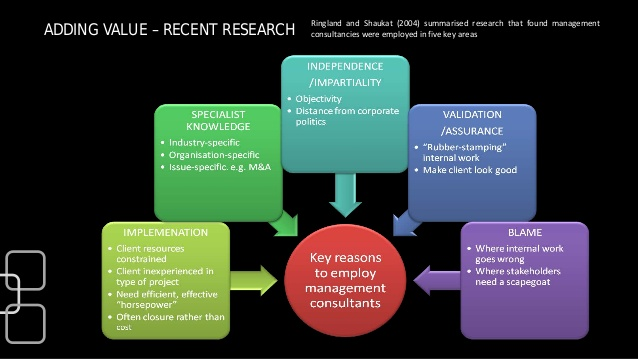 ADDING VALUE – RECENT RESEARCH
Ringland and Shaukat (2004) summarised research that found management
consultancies were employed in five key areas
INDEPENDENCE
/IMPARTIALITY
• Objectivity
• Distance from corporate
politics
SPECIALIST
KNOWLEDGE
• Industry-specific
• Organisation-specific
• Issue-specific. e.g. M&A
VALIDATION
/ASSURANCE
• “Rubber-stamping”
internal work
• Make client look good
IMPLEMENATION
• Client resources
constrained
• Client inexperienced in
type of project
• Need efficient, effective
“horsepower”
• Often closure rather than
cost
Key reasons
to employ
management
consultants
BLAME
• Where internal work
goes wrong
• Where stakeholders
need a scapegoat